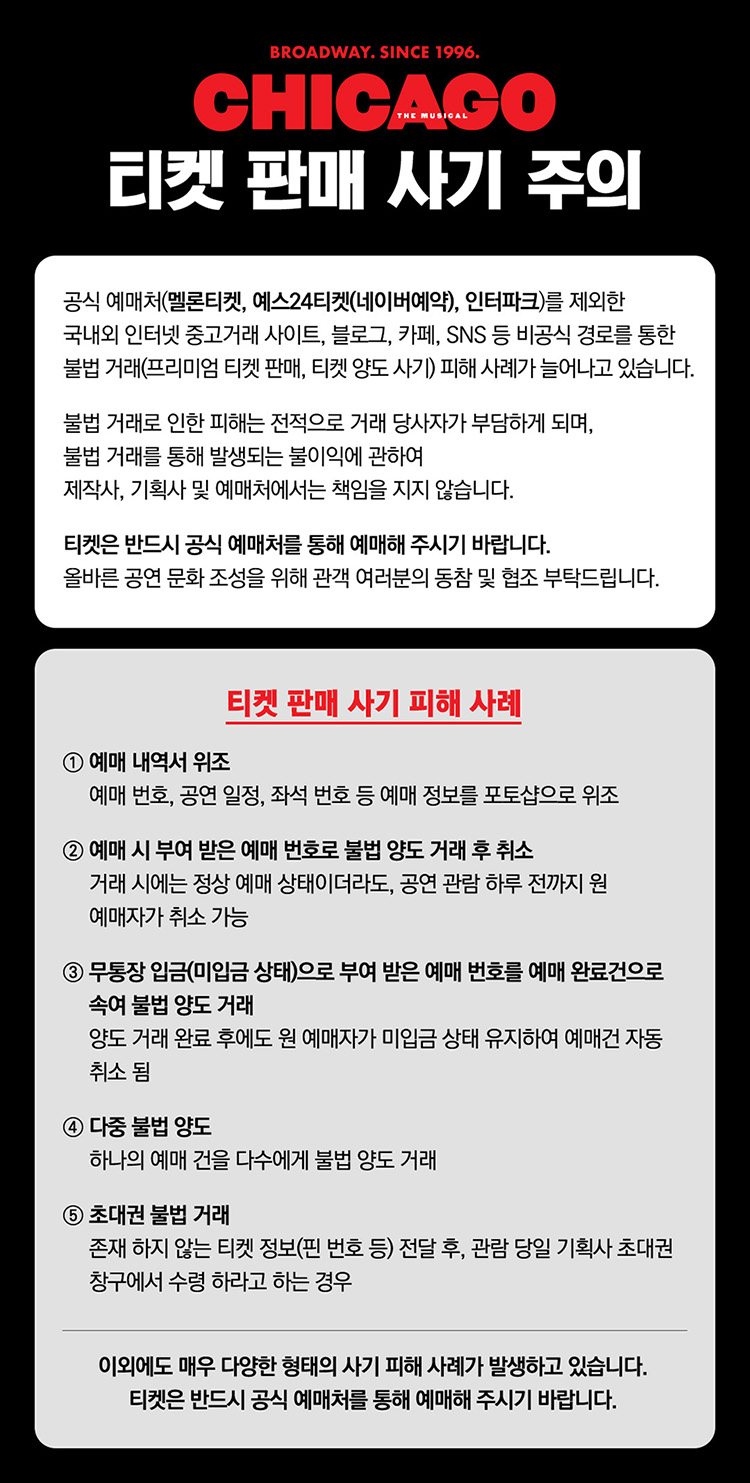 BROADWAY. SINCE 1996.
CHICAGO
THE MUSICAL
티켓 판매 사기 주의
공식 예매처(멜론티켓, 예스24티켓(네이버예약), 인터파크)를 제외한
국내외 인터넷 중고거래 사이트, 블로그, 카페, SNS 등 비공식 경로를 통한
불법 거래(프리미엄 티켓 판매, 티켓 양도 사기) 피해 사례가 늘어나고 있습니다.
불법 거래로 인한 피해는 전적으로 거래 당사자가 부담하게 되며,
불법 거래를 통해 발생되는 불이익에 관하여
제작사, 기획사 및 예매처에서는 책임을 지지 않습니다.
티켓은 반드시 공식 예매처를 통해 예매해 주시기 바랍니다.
올바른 공연 문화 조성을 위해 관객 여러분의 동참 및 협조 부탁드립니다.
티켓 판매 사기 피해 사례
① 예매 내역서 위조
예매 번호, 공연 일정, 좌석 번호 등 예매 정보를 포토샵으로 위조
② 예매 시 부여 받은 예매 번호로 불법 양도 거래 후 취소
거래 시에는 정상 예매 상태이더라도, 공연 관람 하루 전까지 원
예매자가 취소 가능
③ 무통장 입금(미입금 상태)으로 부여 받은 예매 번호를 예매 완료건으로
속여 불법 양도 거래
양도 거래 완료 후에도 원 예매자가 미입금 상태 유지하여 예매건 자동
취소 됨
④ 다중 불법 양도
하나의 예매 건을 다수에게 불법 양도 거래
⑤ 초대권 불법 거래
존재 하지 않는 티켓 정보(핀 번호 등) 전달 후, 관람 당일 기획사 초대권
창구에서 수령 하라고 하는 경우
이외에도 매우 다양한 형태의 사기 피해 사례가 발생하고 있습니다.
티켓은 반드시 공식 예매처를 통해 예매해 주시기 바랍니다.